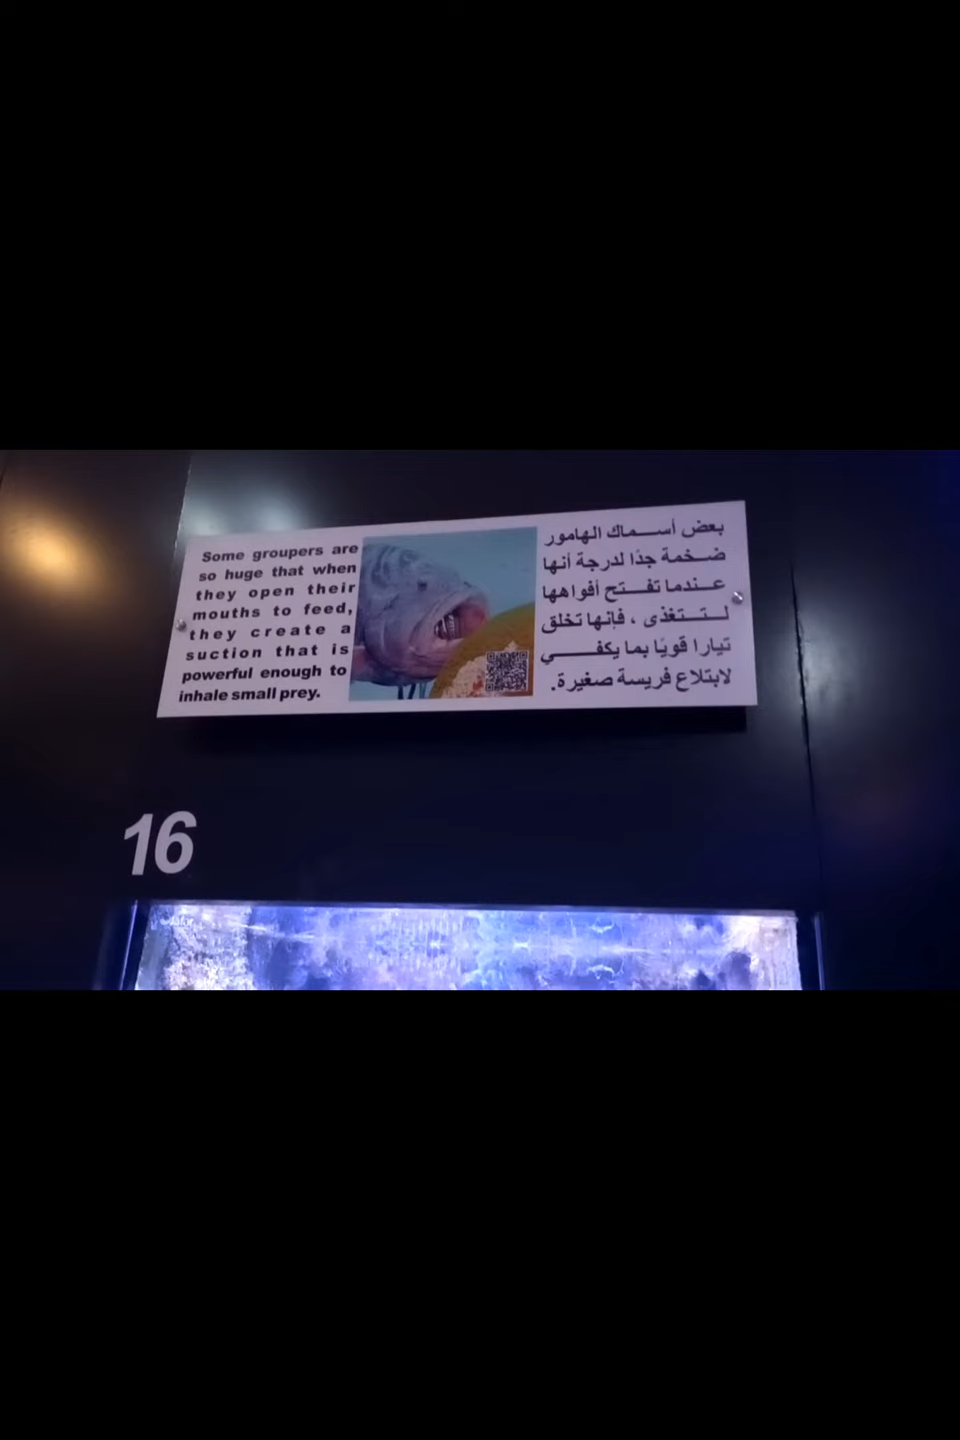 Some groupers are
so huge that when
they open their
mouths to feed,
they create a
suction that is
powerful enough to
inhale small prey.
بعض أسماك الهامور
ضخمة جدًا لدرجة أنها
عندما تفتح أفواهها
لتتغذى ، فإنها تخلق
تيارا قويًا بما يكفي
لابتلاع فريسة صغيرة.
16